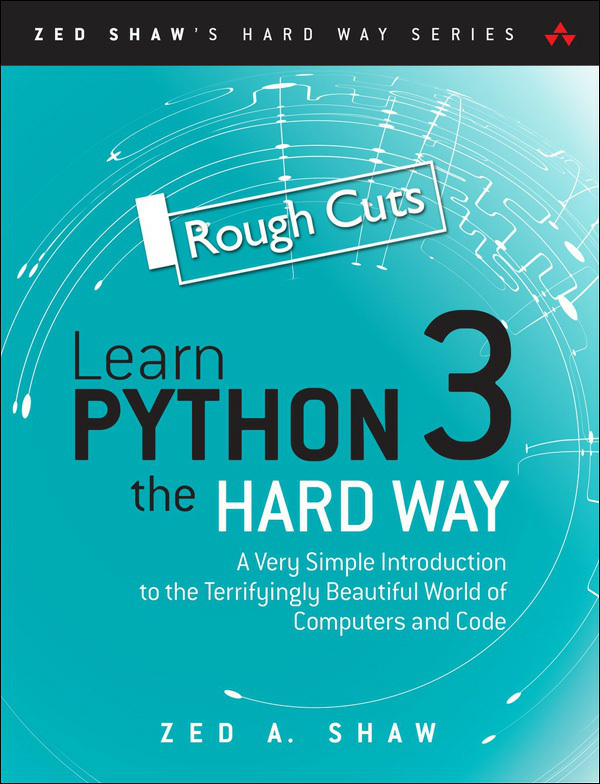 ZED SHAW'S HARD WAY SERIES
Rough Cuts
Learn
PYTHON 3
the HARD WAY
A Very Simple Introduction
to the Terrifyingly Beautiful World of
Computers and Code
ZED A. SHAW